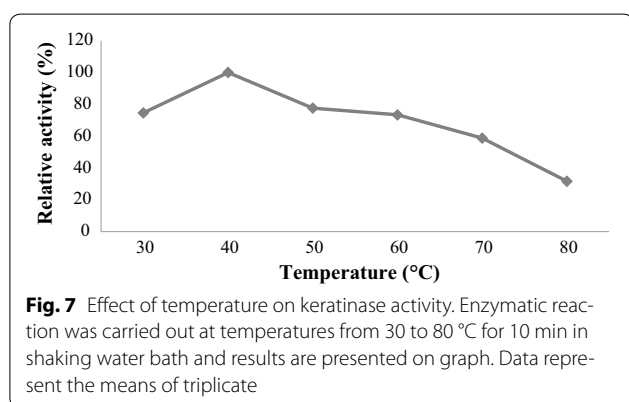 120
100
80
60
40
20
0
Relative activity (%)
30 40 50 60 70 80
Temperature (°C)
Fig. 7 Effect of temperature on keratinase activity. Enzymatic reac-
tion was carried out at temperatures from 30 to 80 °C for 10 min in
shaking water bath and results are presented on graph. Data repre-
sent the means of triplicate